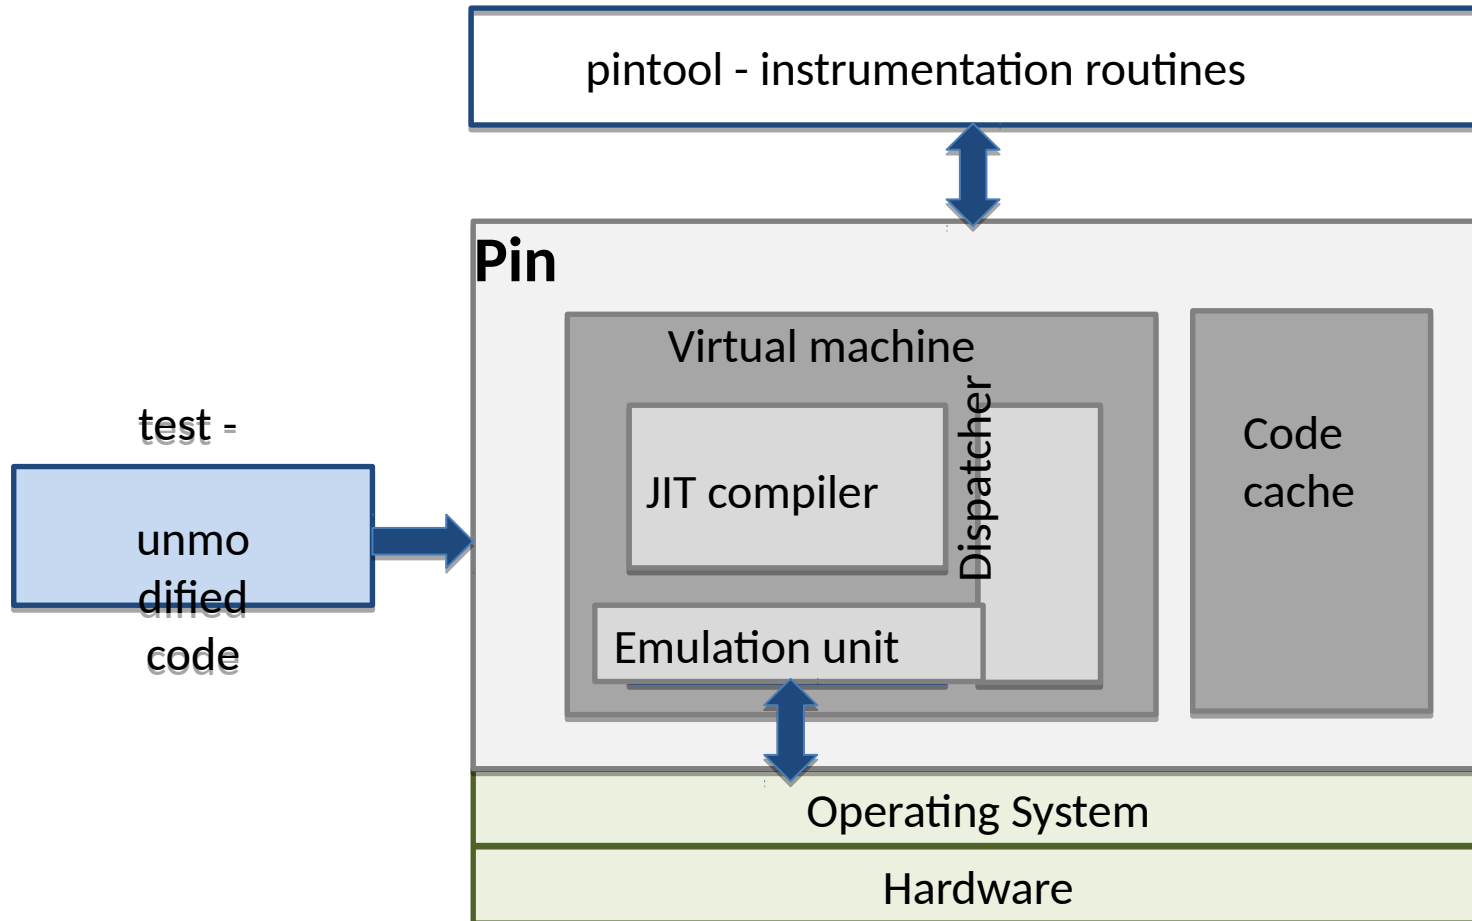 pintool - instrumentation routines
Pin
Virtual machine
Dispatcher
JIT compiler
Code
cache
Emulation unit
test -
unmo
dified
code
Operating System
Hardware